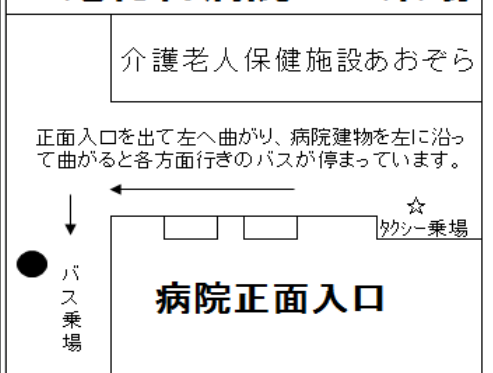 介護老人保健施設あおぞら
正面入口を出て左へ曲がり、病院建物を左に沿っ
て曲がると各方面行きのバスが停まっています。
☆
タクシー乗場
病院正面入口
バス乗場